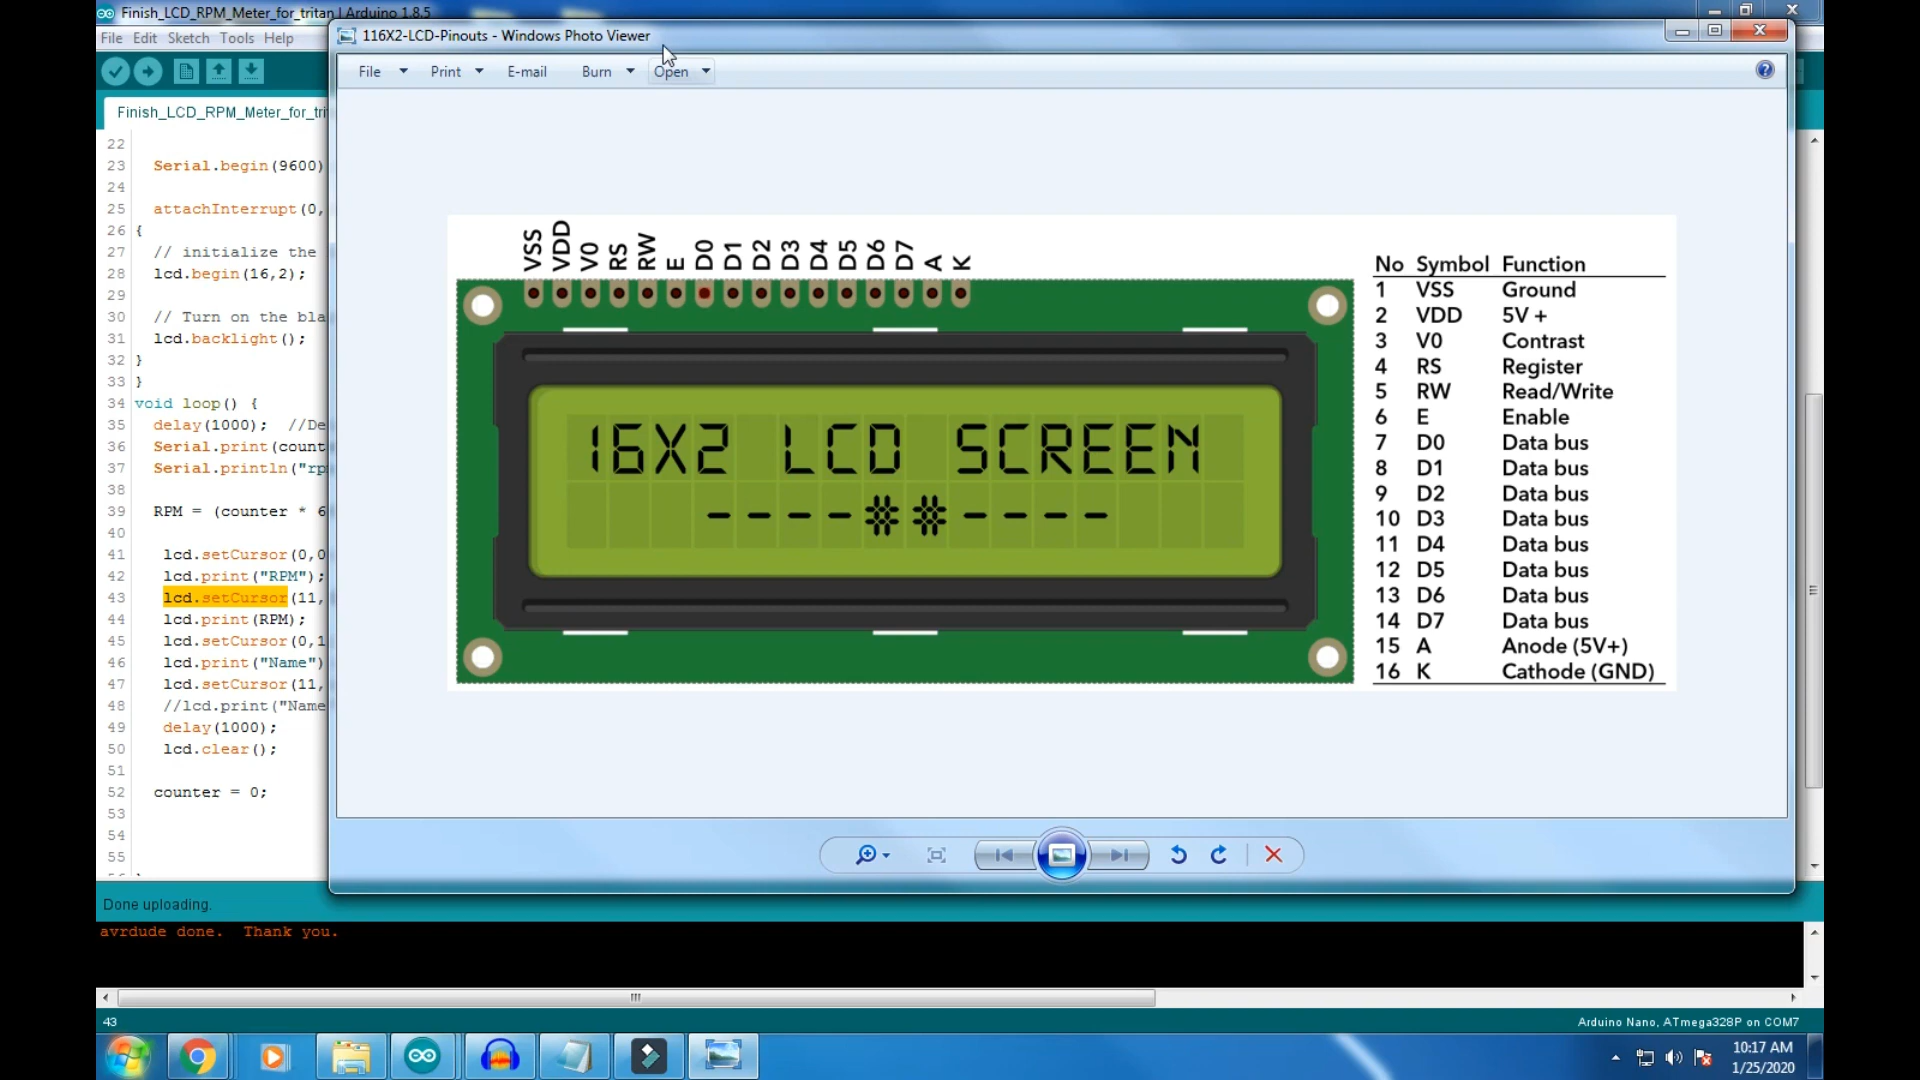 Finish_LCD_RPM_Meter_for_tritan | Arduino 1.8.5
File Edit Sketch Tools Help
116X2-LCD-Pinouts - Windows Photo Viewer
File Print E-mail Burn Open
Finish_LCD_RPM_Meter_for_tri
22
23 Serial.begin(9600)
24
25 attachInterrupt(0,
26 {
27 // initialize the
28 lcd.begin(16,2);
29
30 // Turn on the bla
31 lcd.backlight();
32 }
33 }
34 void loop() {
35 delay(1000); //De
36 Serial.print(count
37 Serial.println("rp
38
39 RPM = (counter * 6
40
41 lcd.setCursor(0,0
42 lcd.print("RPM");
43 lcd.setCursor(11,
44 lcd.print(RPM);
45 lcd.setCursor(0,1
46 lcd.print("Name")
47 lcd.setCursor(11,
48 //lcd.print("Name
49 delay(1000);
50 lcd.clear();
51
52 counter = 0;
53
54
55
VSS VDD V0 RS RW E D0 D1 D2 D3 D4 D5 D6 D7 A K
16X2 LCD SCREEN
----##----
No Symbol Function
1 VSS Ground
2 VDD 5V +
3 V0 Contrast
4 RS Register
5 RW Read/Write
6 E Enable
7 D0 Data bus
8 D1 Data bus
9 D2 Data bus
10 D3 Data bus
11 D4 Data bus
12 D5 Data bus
13 D6 Data bus
14 D7 Data bus
15 A Anode (5V+)
16 K Cathode (GND)
Done uploading.
avrdude done. Thank you.
43
Arduino Nano, ATmega328P on COM7
10:17 AM
1/25/2020